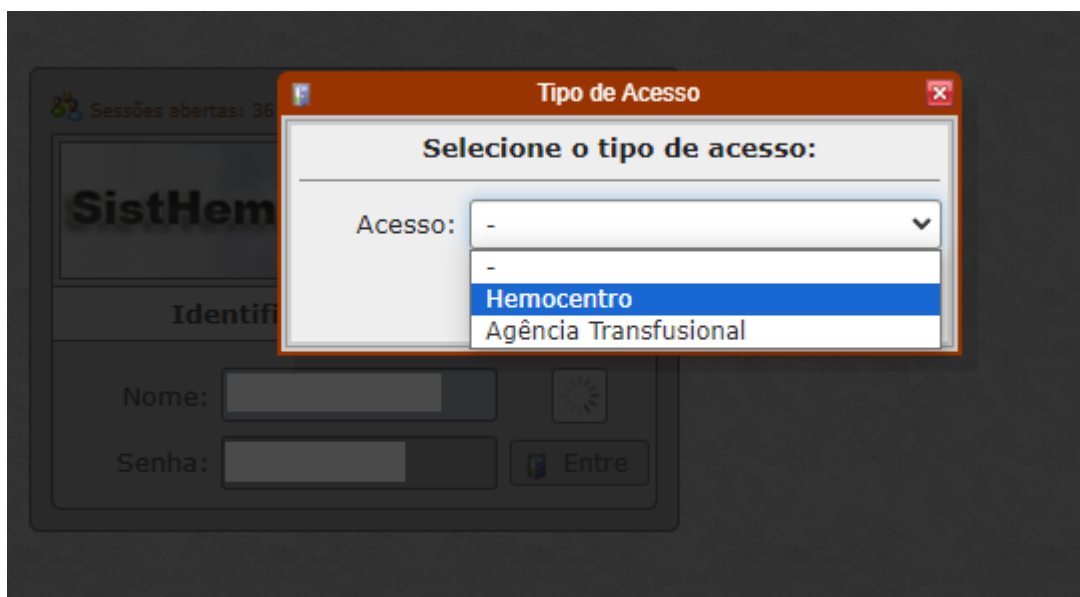 Tipo de Acesso
Sessões abertas: 36
Selecione o tipo de acesso:
SistHem
Acesso: -
-
Hemocentro
Agência Transfusional
Identifi
Nome:
Senha:
Entre